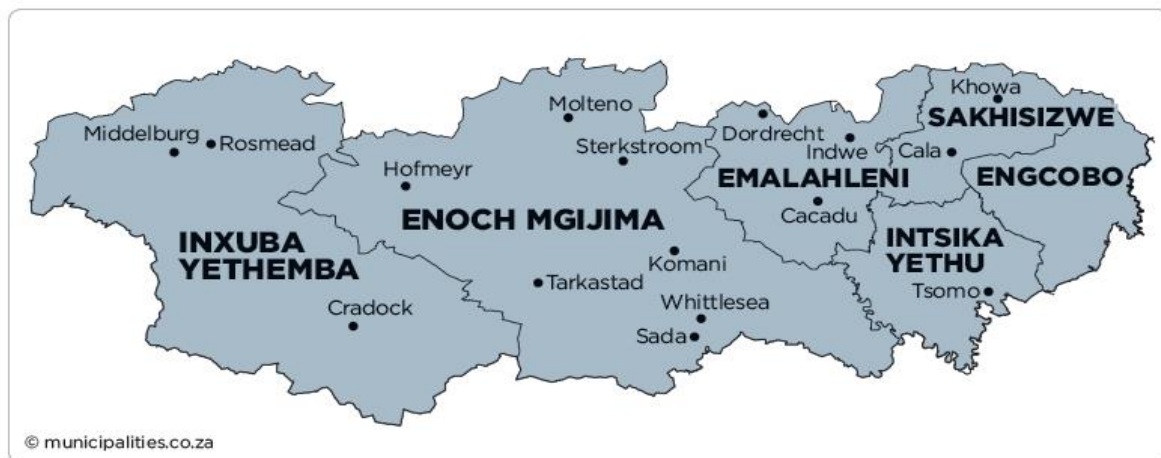 Khowa
SAKHISIZWE
Molteno
Dordrecht
Indwe
Middelburg
Rosmead
Sterkstroom
Cala
Hofmeyr
EMALAHLENI
ENGCOBO
ENOCH MGIJIMA
Cacadu
INXUBA
YETHEMBA
INTSIKA
YETHU
Komani
Tarkastad
Tsomo
Cradock
Whittlesea
Sada
© municipalities.co.za